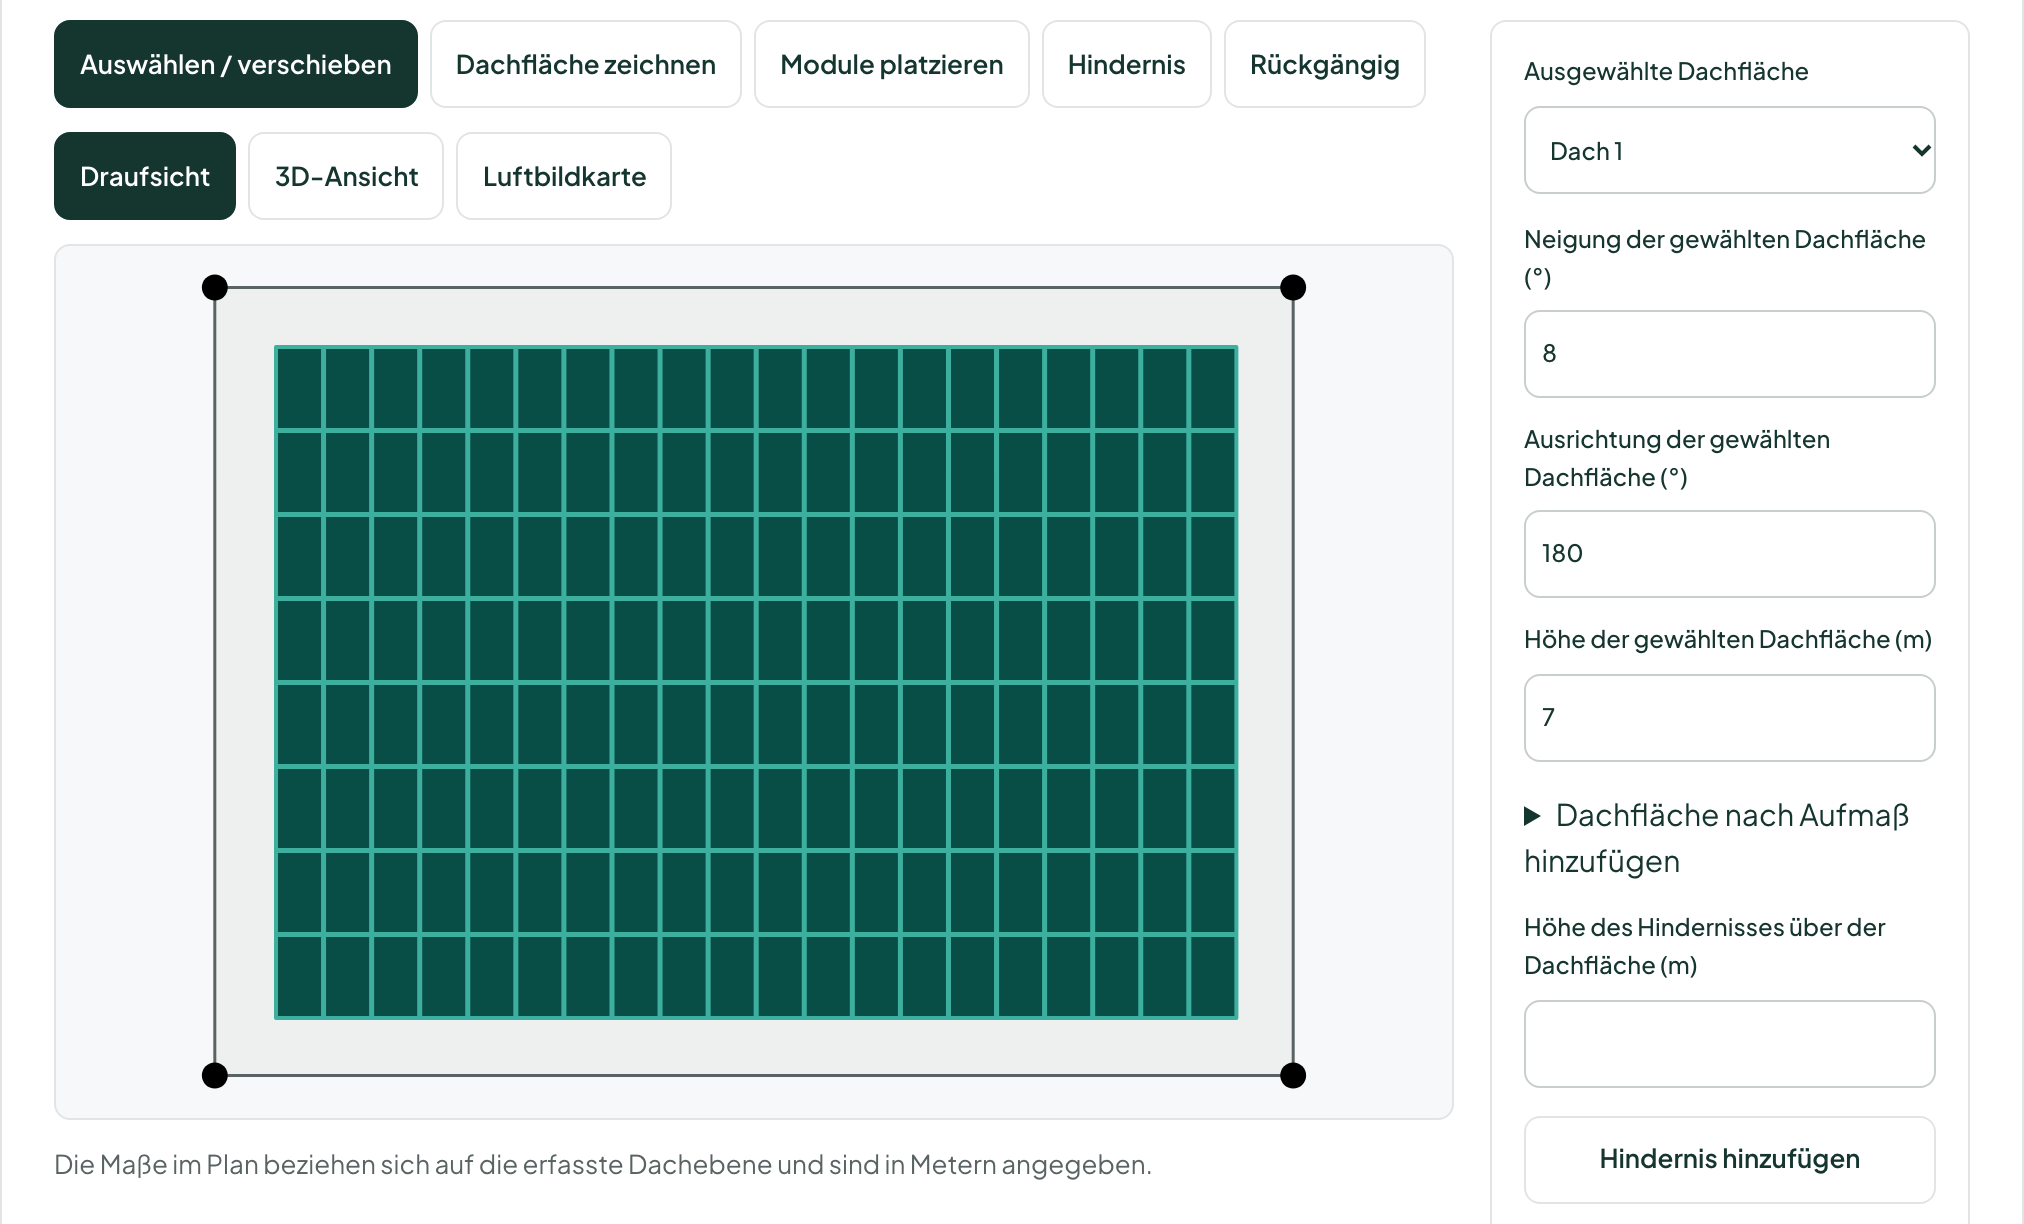 Auswählen / verschieben
Dachfläche zeichnen
Module platzieren
Hindernis
Rückgängig
Draufsicht
3D-Ansicht
Luftbildkarte
Die Maße im Plan beziehen sich auf die erfasste Dachebene und sind in Metern angegeben.
Ausgewählte Dachfläche
Dach 1
Neigung der gewählten Dachfläche
(°)
8
Ausrichtung der gewählten
Dachfläche (°)
180
Höhe der gewählten Dachfläche (m)
7
Dachfläche nach Aufmaß
hinzufügen
Höhe des Hindernisses über der
Dachfläche (m)
Hindernis hinzufügen